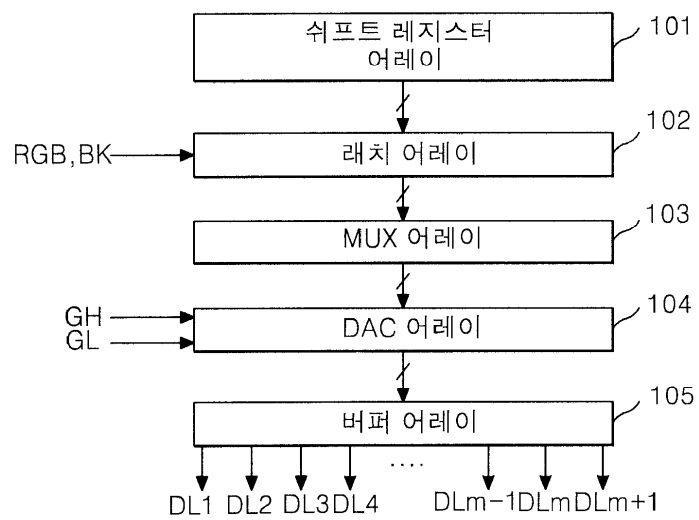 쉬프트 레지스터
어레이
101
102
RGB,BK
래치 어레이
103
MUX 어레이
104
GH
GL
DAC 어레이
105
버퍼 어레이
DL1 DL2 DL3 DL4 .... DLm-1 DLm DLm+1